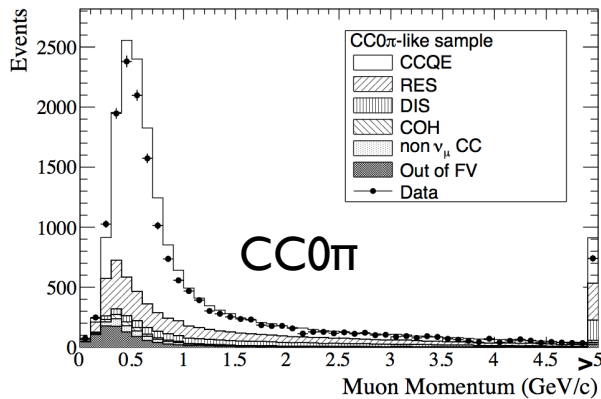 Events
2500
2000
1500
1000
500
0
CC0π-like sample
CCQE
RES
DIS
COH
non νμ CC
Out of FV
Data
CC0π
0 0.5 1 1.5 2 2.5 3 3.5 4 4.5 >5
Muon Momentum (GeV/c)